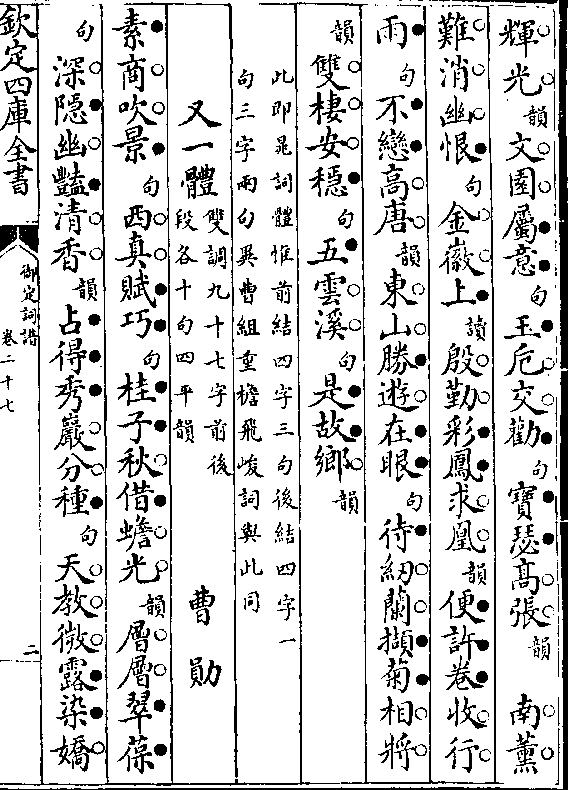 輝光韻文園屬意句玉卮交勸句寶瑟高張韻　南薰
難消幽恨句金徽上讀殷勤彩鳳求凰韻便許卷收行
雨句不戀高唐韻東山勝遊在眼句待紉蘭擷菊相將
韻雙棲安穩句五雲溪句是故鄉韻
此即晁詞體惟前結四字三句後結四字一
句三字兩句異曹組重檐飛峻詞與此同
又一體雙調九十七字前後
段各十句四平韻
曹勛
素商吹景句西真賦巧句桂子秋借蟾光韻層層翠葆
句深隱幽豔清香韻占得秀巖分種句天教微露染嬌
欽定四庫全書
御定詞譜
卷二十七
二